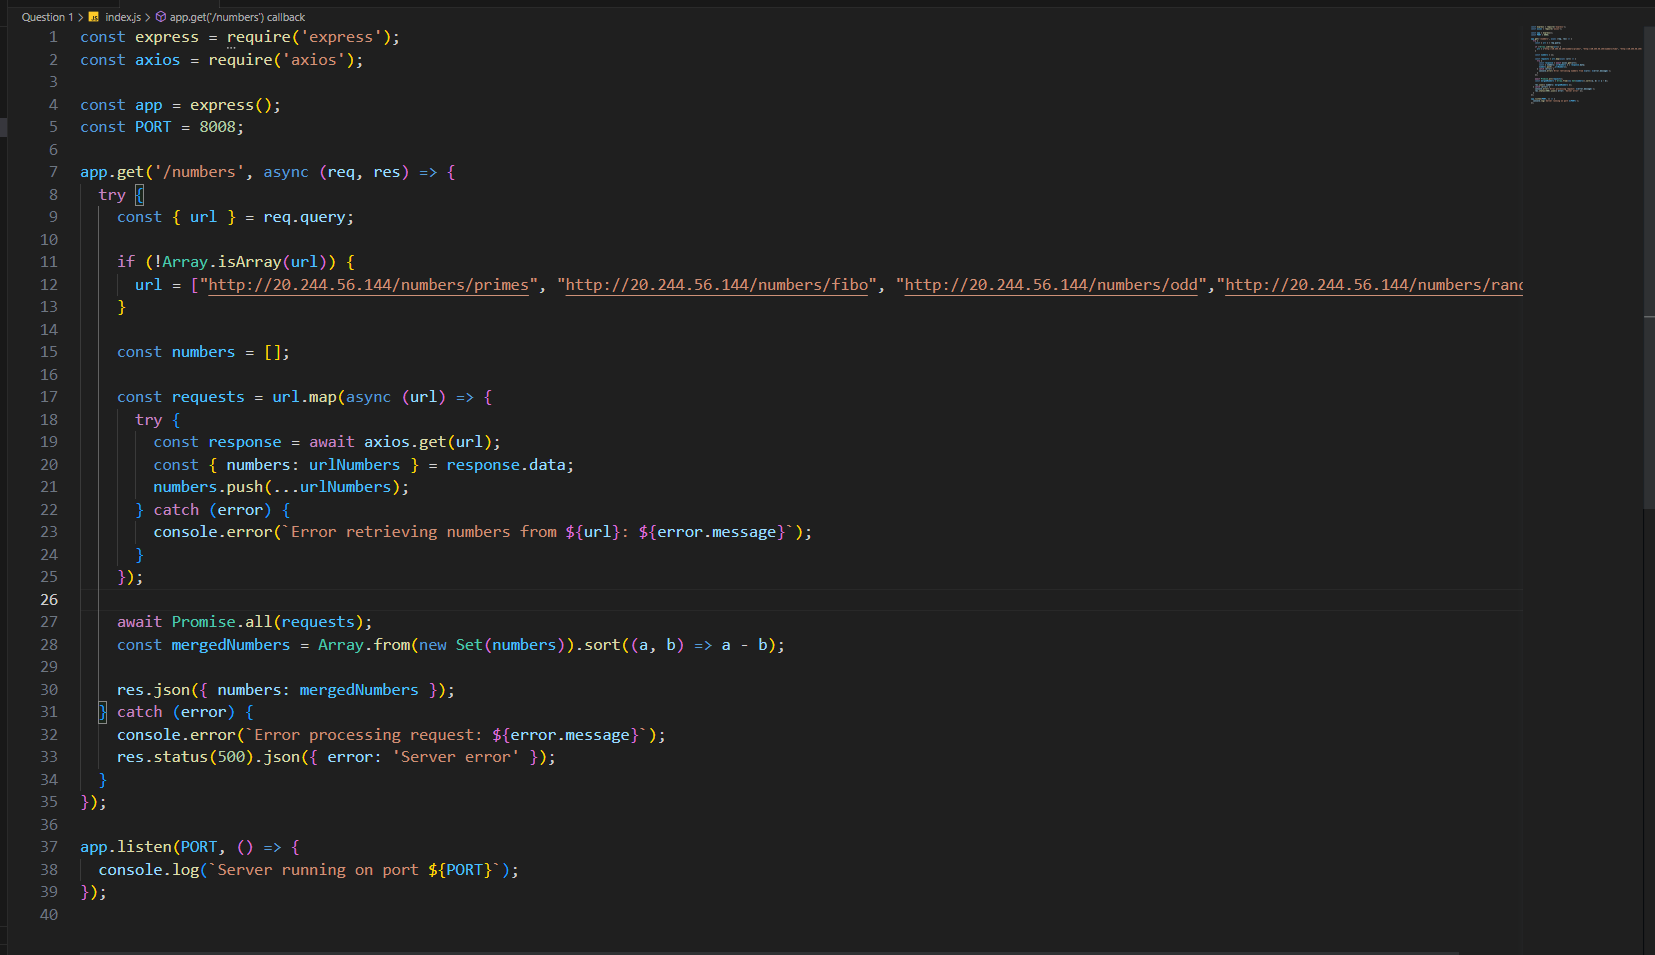 Question 1 > JS index.js > app.get('/numbers') callback
1 const express = require('express');
2 const axios = require('axios');
3
4 const app = express();
5 const PORT = 8008;
6
7 app.get('/numbers', async (req, res) => {
8 try {
9 const { url } = req.query;
10
11 if (!Array.isArray(url)) {
12 url = ["http://20.244.56.144/numbers/primes", "http://20.244.56.144/numbers/fibo", "http://20.244.56.144/numbers/odd","http://20.244.56.144/numbers/ranc
13 }
14
15 const numbers = [];
16
17 const requests = url.map(async (url) => {
18 try {
19 const response = await axios.get(url);
20 const { numbers: urlNumbers } = response.data;
21 numbers.push(...urlNumbers);
22 } catch (error) {
23 console.error(`Error retrieving numbers from ${url}: ${error.message}`);
24 }
25 });
26
27 await Promise.all(requests);
28 const mergedNumbers = Array.from(new Set(numbers)).sort((a, b) => a - b);
29
30 res.json({ numbers: mergedNumbers });
31 } catch (error) {
32 console.error(`Error processing request: ${error.message}`);
33 res.status(500).json({ error: 'Server error' });
34 }
35 });
36
37 app.listen(PORT, () => {
38 console.log(`Server running on port ${PORT}`);
39 });
40